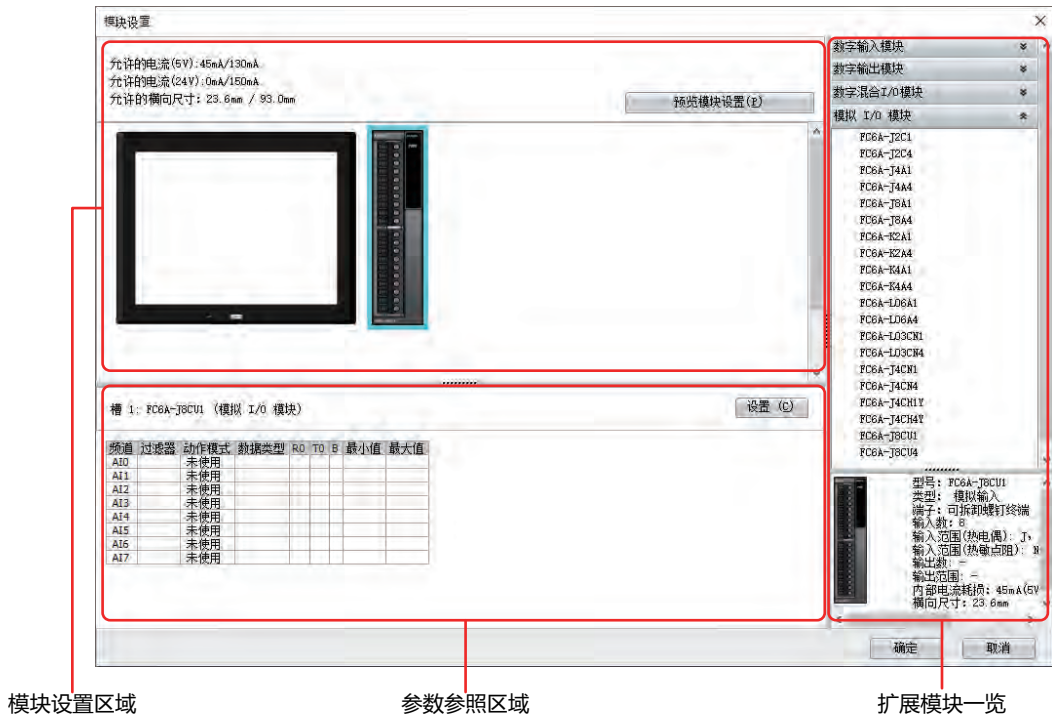 模块设置
允许的电流(5V):45mA/130mA
允许的电流(24V):0mA/150mA
允许的横向尺寸: 23.6mm / 93.0mm
预览模块设置(P)
槽 1: FC6A-J8CU1 (模拟 I/O 模块)
设置 (C)
频道 过滤器 动作模式 数据类型 RO TO B 最小值 最大值
AI0 未使用
AI1 未使用
AI2 未使用
AI3 未使用
AI4 未使用
AI5 未使用
AI6 未使用
AI7 未使用
数字输入模块
数字输出模块
数字混合I/O模块
模拟 I/O 模块
FC6A-J2C1
FC6A-J2C4
FC6A-J4A1
FC6A-J4A4
FC6A-J8A1
FC6A-J8A4
FC6A-K2A1
FC6A-K2A4
FC6A-K4A1
FC6A-K4A4
FC6A-L06A1
FC6A-L06A4
FC6A-L03CN1
FC6A-L03CN4
FC6A-J4CN1
FC6A-J4CN4
FC6A-J4CH1Y
FC6A-J4CH4Y
FC6A-J8CU1
FC6A-J8CU4
型号: FC6A-J8CU1
类型: 模拟输入
端子: 可拆卸螺钉终端
输入数: 8
输入范围(热电偶): J,
输入范围(热敏点阻): N
输出数: -
输出范围: -
内部电流耗损: 45mA(5V
横向尺寸: 23.6mm
确定
取消
模块设置区域
参数参照区域
扩展模块一览